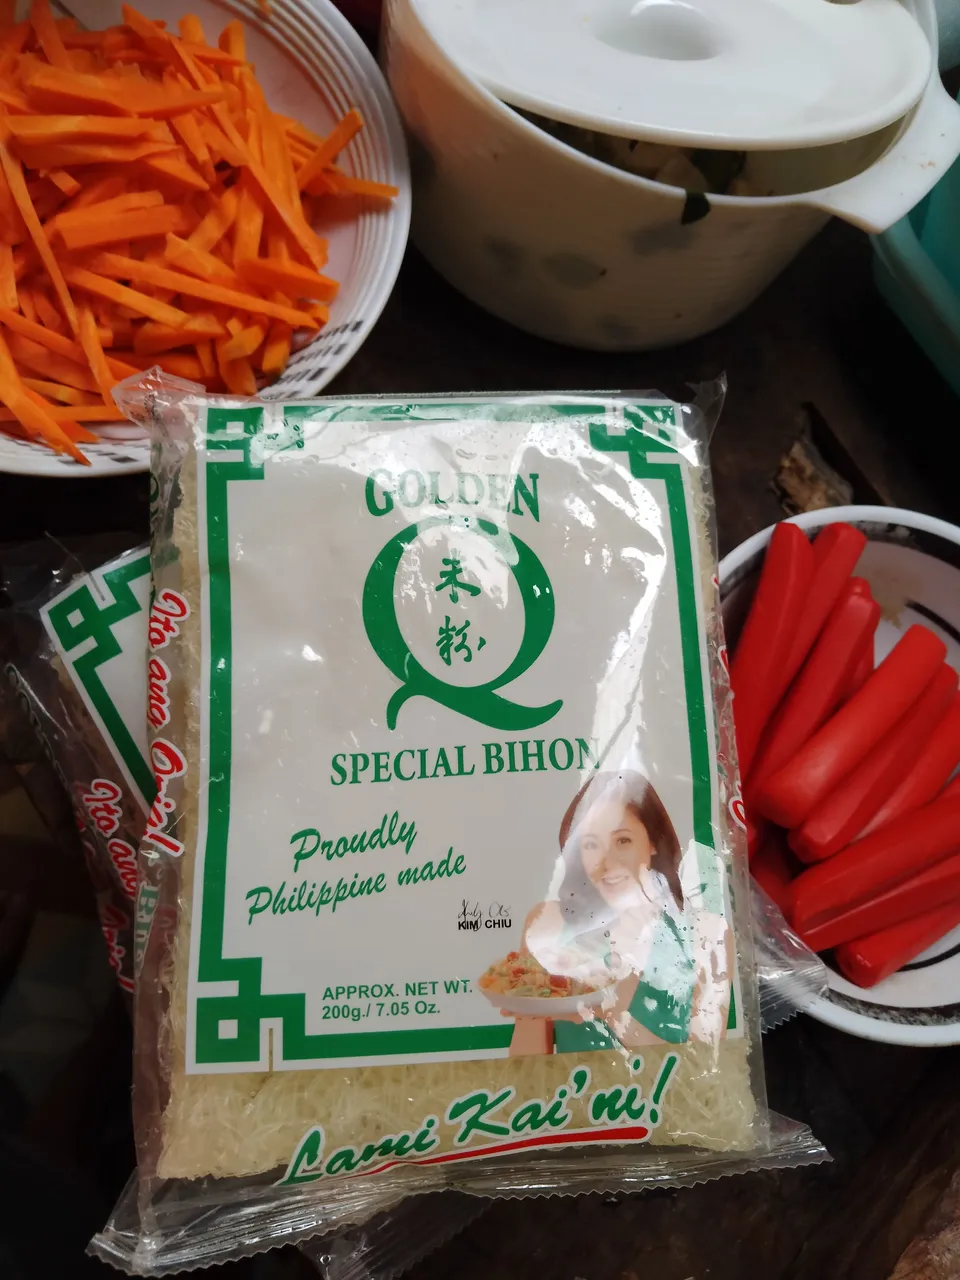 GOLDEN
Q
米
粉
SPECIAL BIHON
Proudly
Philippine made
KIM CHIU
APPROX. NET WT.
200g./ 7.05 Oz.
Lami Kai'ni!
Ito ang Orig
Ito ang